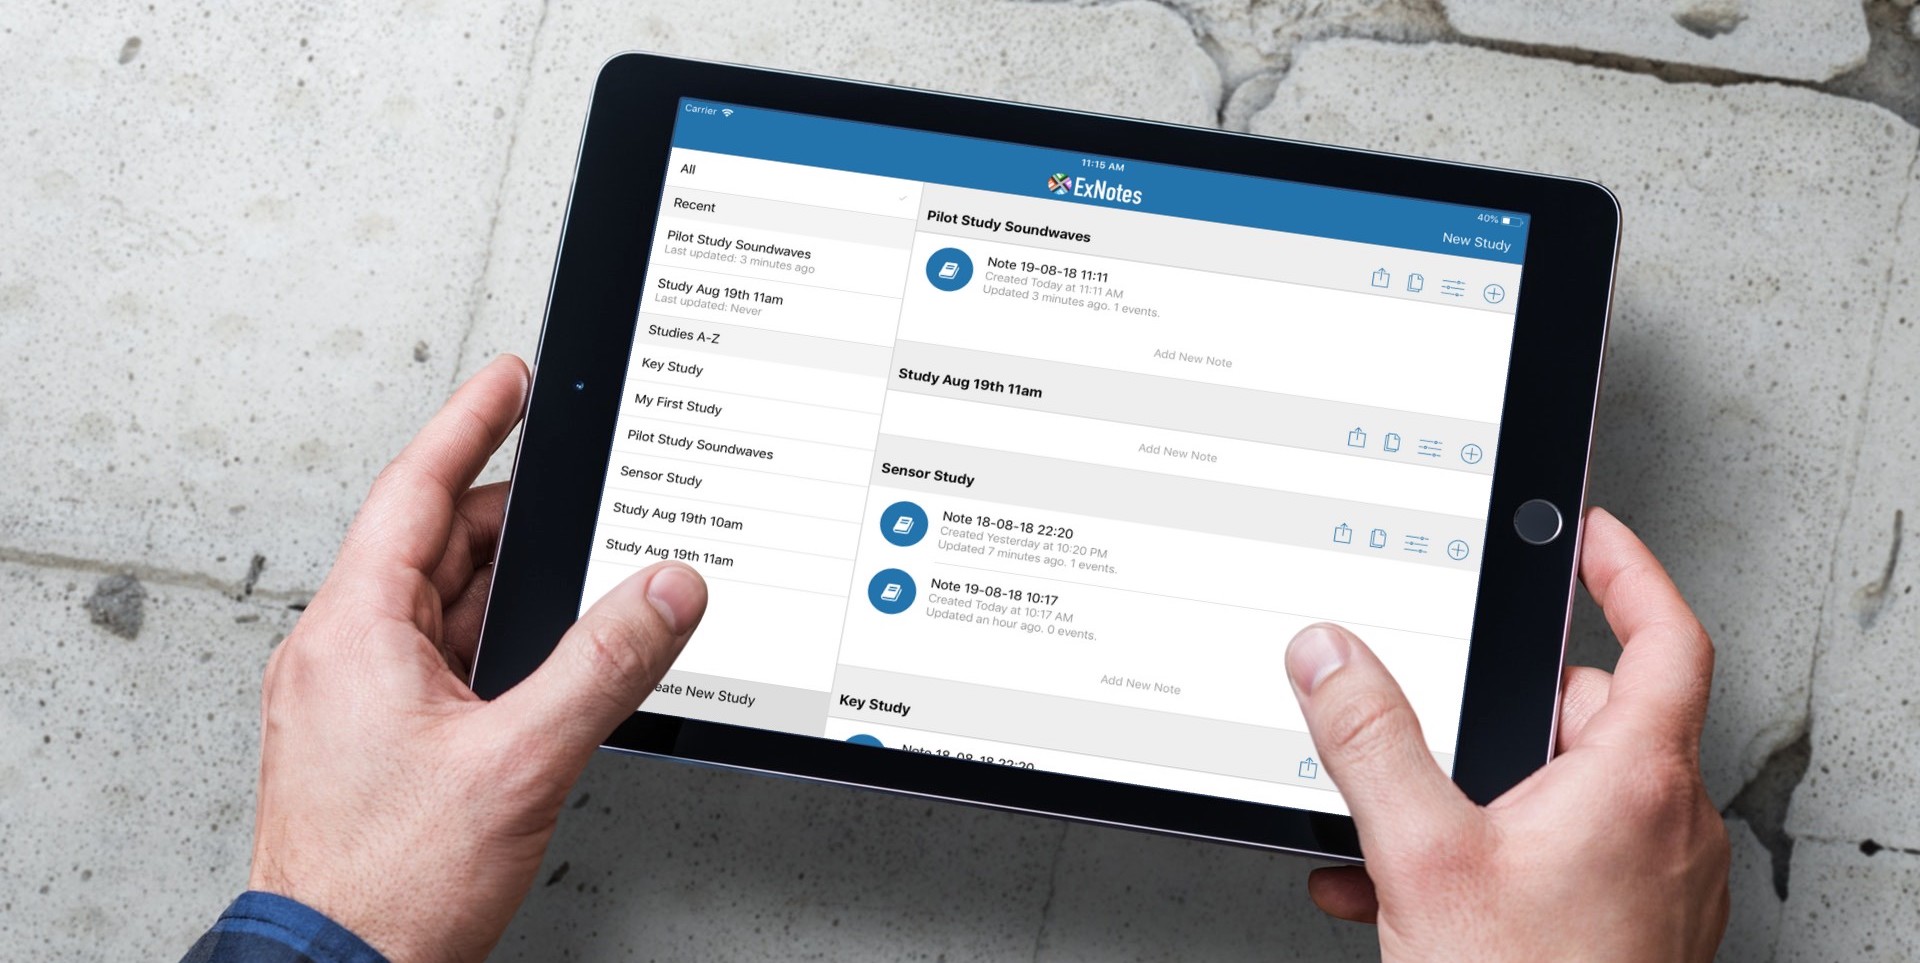 Carrier
11:15 AM
40%
ExNotes
New Study
All
Recent
Pilot Study Soundwaves
Last updated: 3 minutes ago
Study Aug 19th 11am
Last updated: Never
Studies A-Z
Key Study
My First Study
Pilot Study Soundwaves
Sensor Study
Study Aug 19th 10am
Study Aug 19th 11am
eate New Study
Pilot Study Soundwaves
Note 19-08-18 11:11
Created Today at 11:11 AM
Updated 3 minutes ago. 1 events.
Add New Note
Study Aug 19th 11am
Add New Note
Sensor Study
Note 18-08-18 22:20
Created Yesterday at 10:20 PM
Updated 7 minutes ago. 1 events.
Note 19-08-18 10:17
Created Today at 10:17 AM
Updated an hour ago. 0 events.
Add New Note
Key Study
Note 18-08-18 22:20